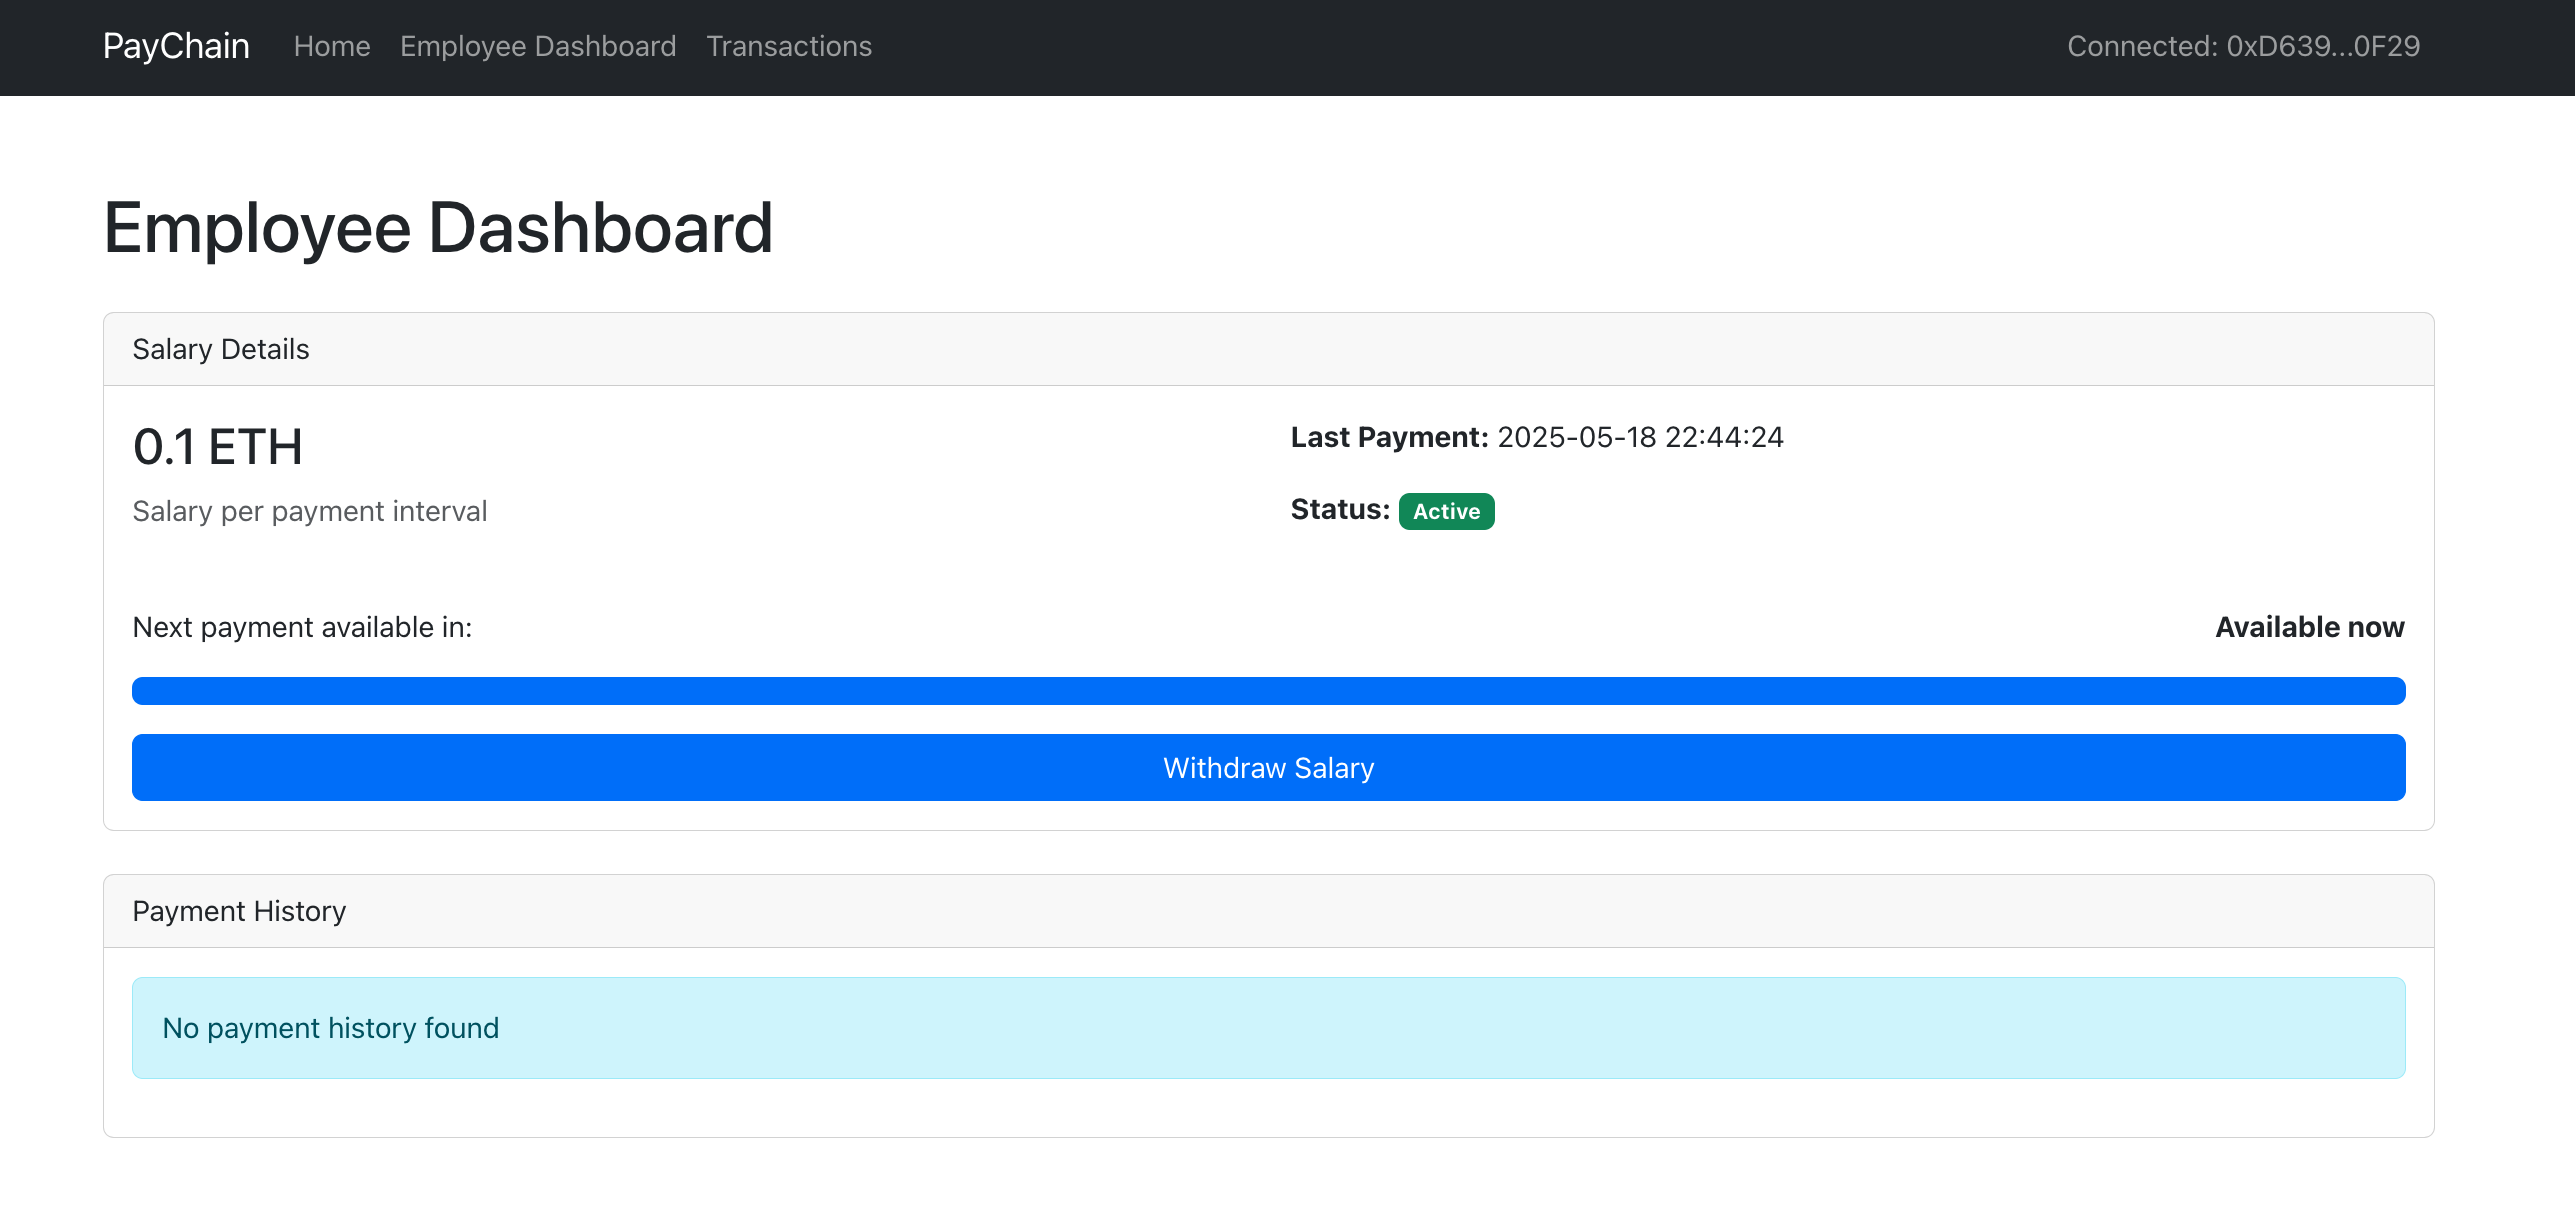 PayChain Home Employee Dashboard Transactions Connected: 0xD639...0F29
Employee Dashboard
Salary Details
0.1 ETH
Salary per payment interval
Last Payment: 2025-05-18 22:44:24
Status: Active
Next payment available in: Available now
Withdraw Salary
Payment History
No payment history found